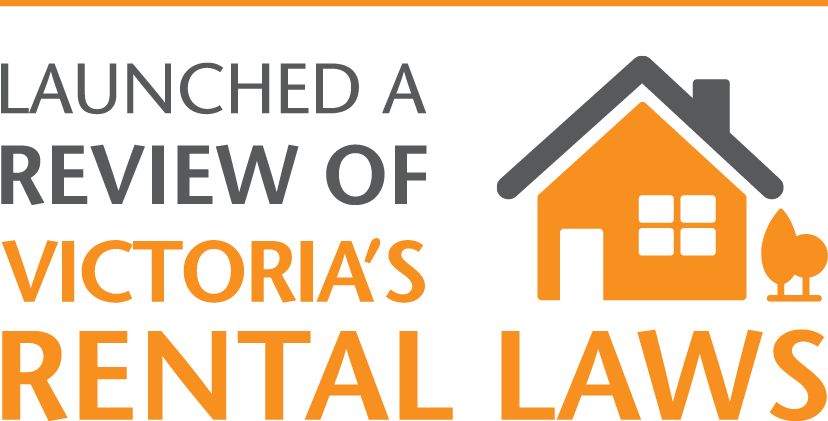 LAUNCHED A
REVIEW OF
VICTORIA'S
RENTAL LAWS